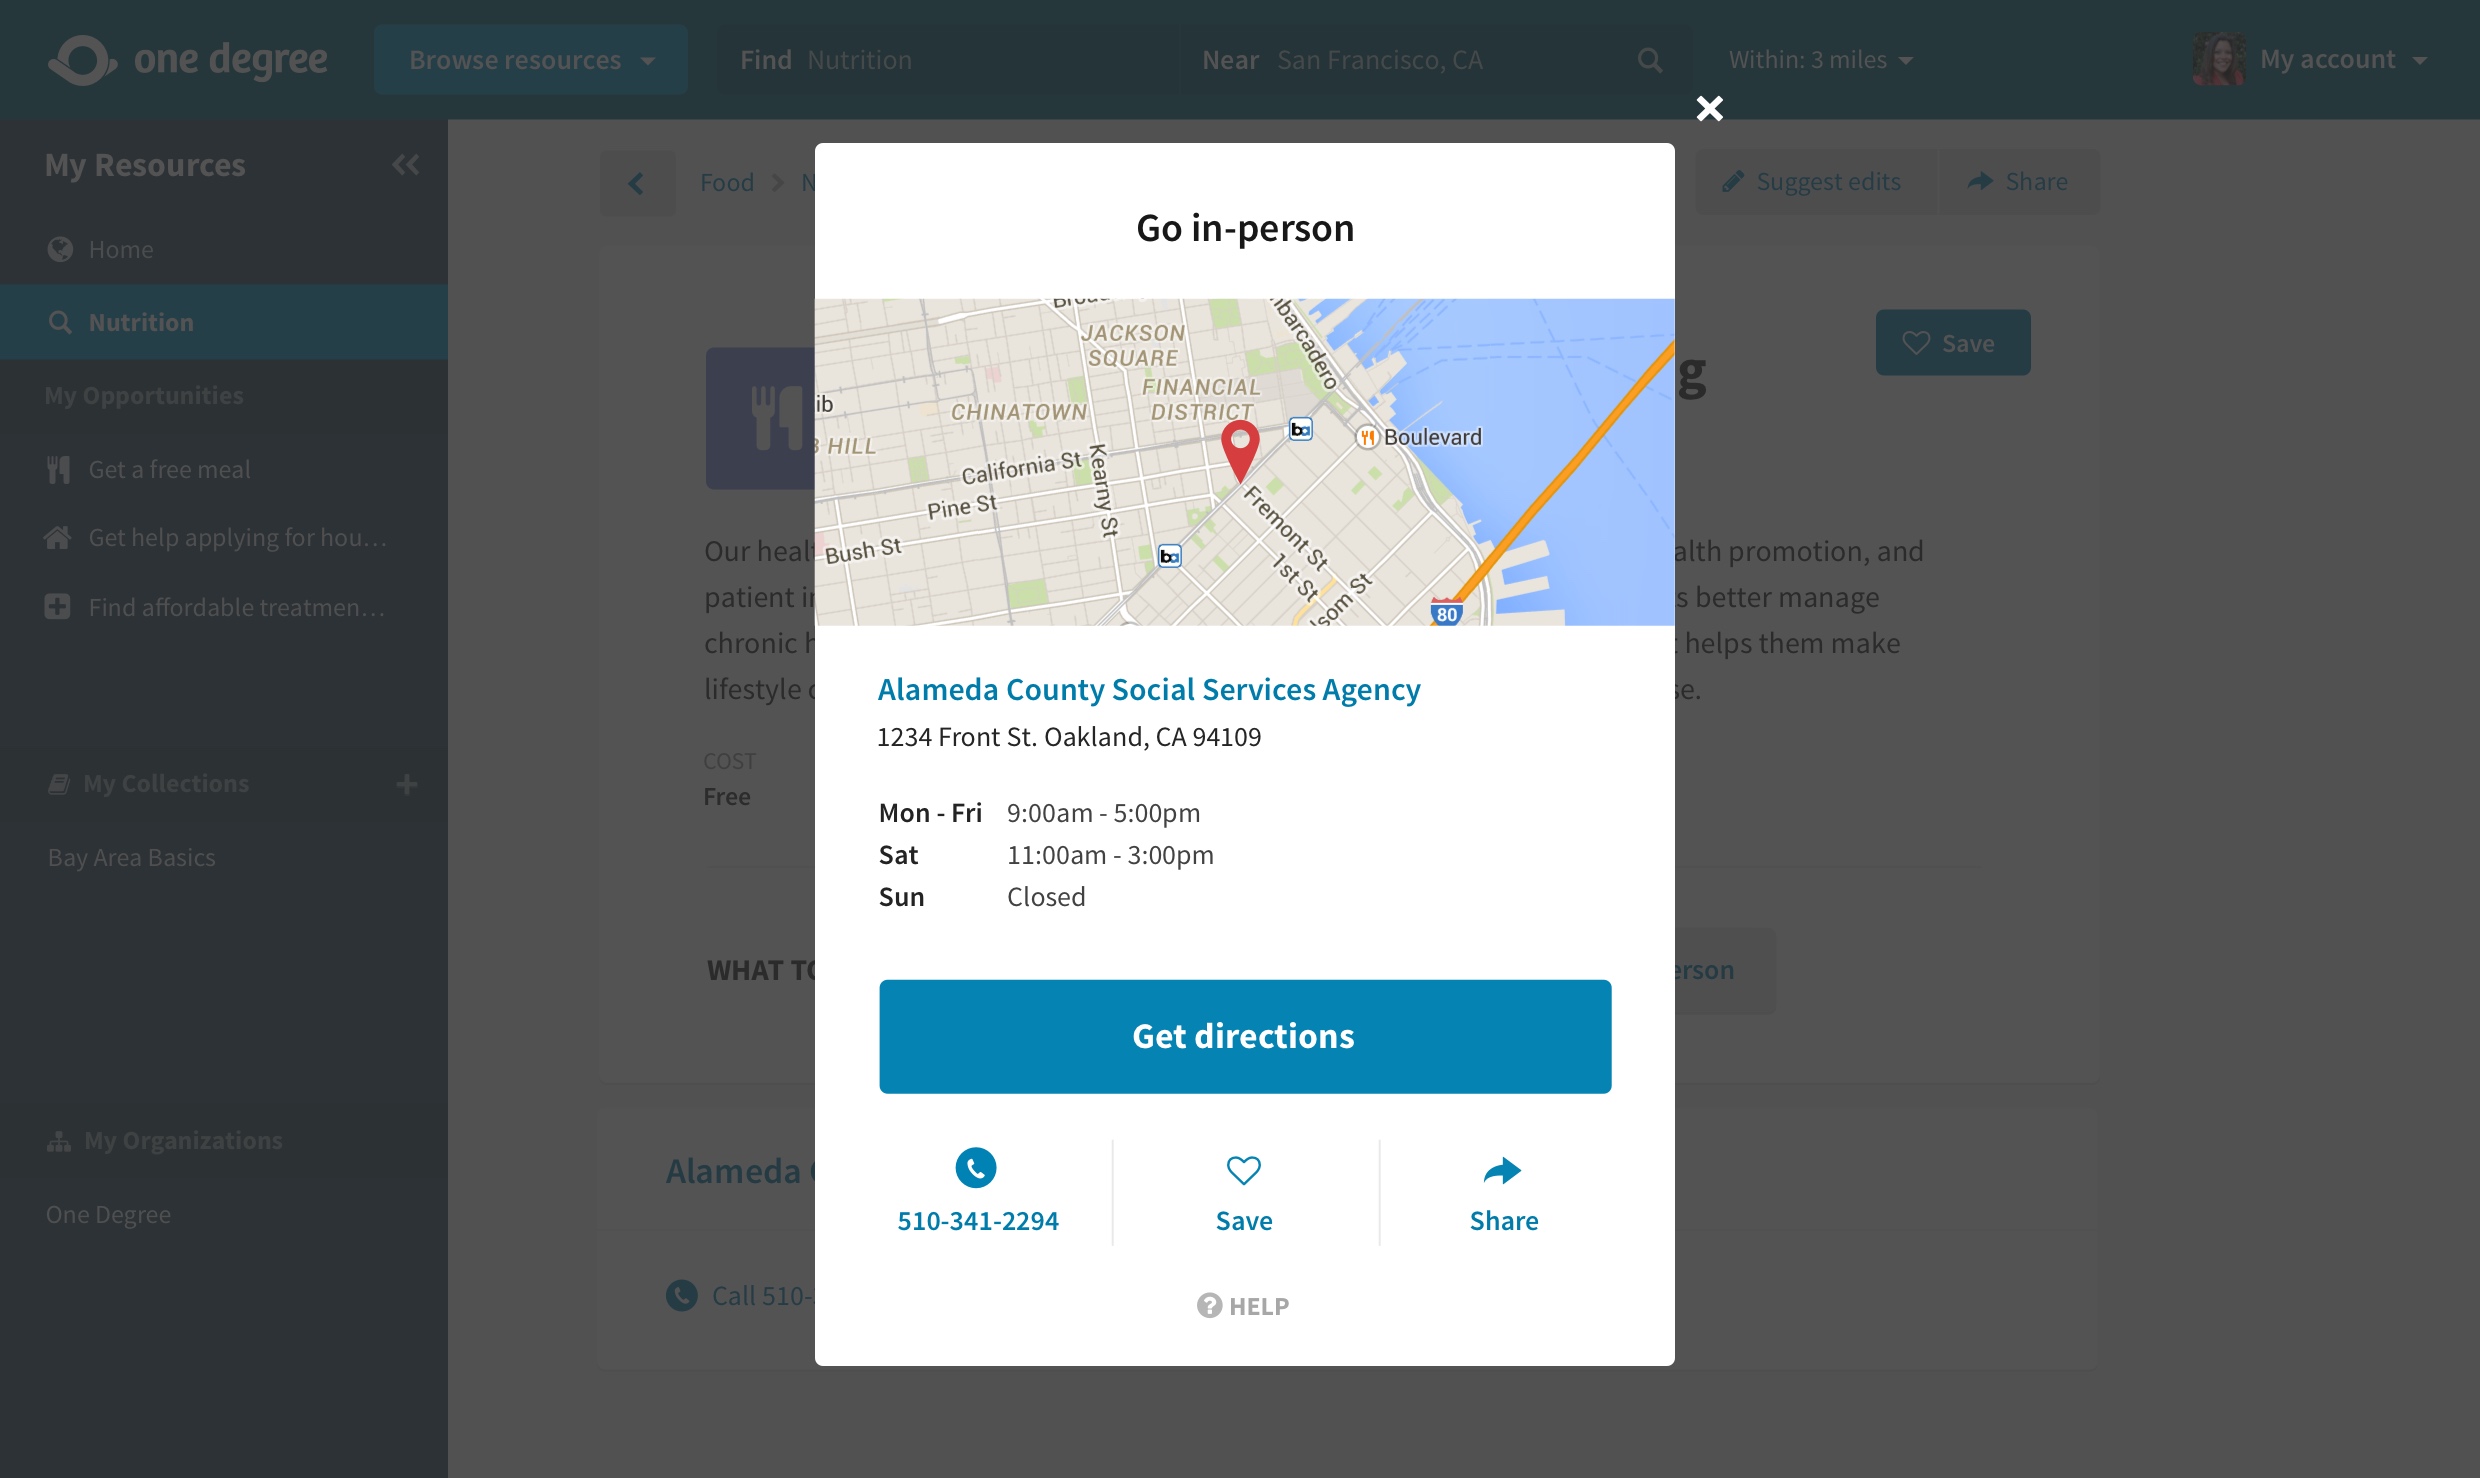 one degree
Browse resources
Find Nutrition
Near San Francisco, CA
Within: 3 miles
My account
My Resources
Home
Nutrition
My Opportunities
Get a free meal
Get help applying for hou...
Find affordable treatmen...
My Collections
Bay Area Basics
My Organizations
One Degree
Food
Suggest edits
Share
Save
Our
alth promotion, and
patient
s better manage
chronic
helps them make
lifestyle
se.
COST
Free
WHAT
erson
Alameda
Call 510-
Go in-person
JACKSON
SQUARE
FINANCIAL
DISTRICT
CHINATOWN
HILL
barcadero
Boulevard
California St
Kearny St
Pine St
Bush St
Fremont St
1st St
som St
80
ba
ba
Alameda County Social Services Agency
1234 Front St. Oakland, CA 94109
Mon - Fri 9:00am - 5:00pm
Sat 11:00am - 3:00pm
Sun Closed
Get directions
510-341-2294
Save
Share
HELP